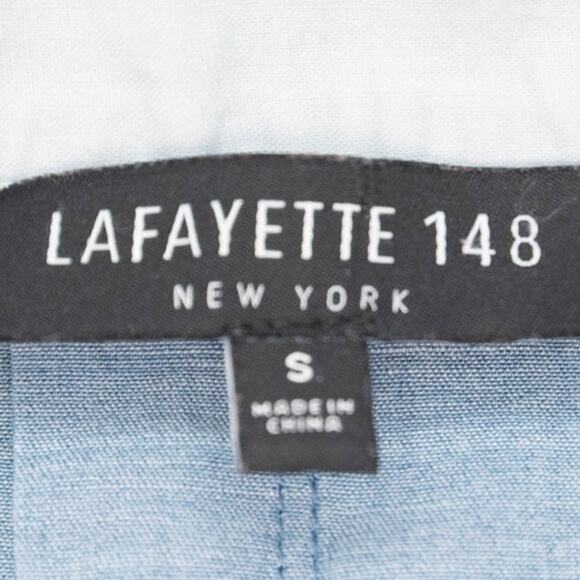 LAFAYETTE 148
NEW YORK
S
MADE IN
CHINA